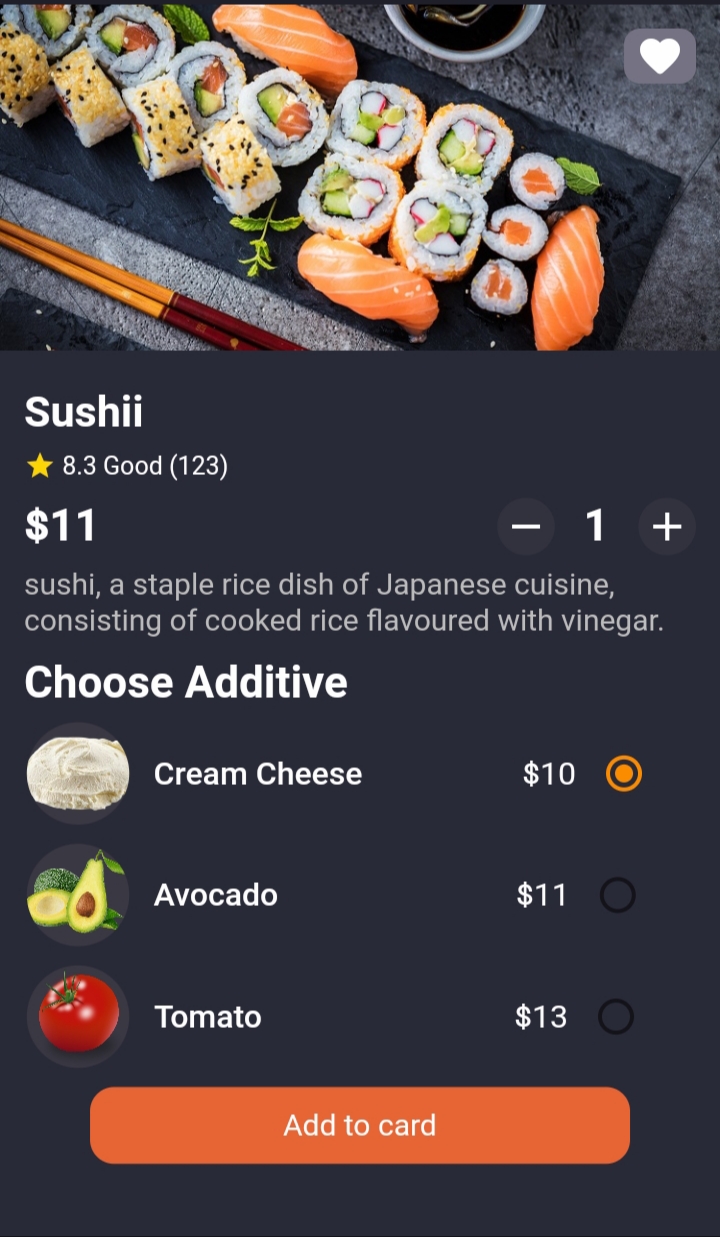 Sushii
8.3 Good (123)
$11
1
sushi, a staple rice dish of Japanese cuisine,
consisting of cooked rice flavoured with vinegar.
Choose Additive
Cream Cheese $10
Avocado $11
Tomato $13
Add to card